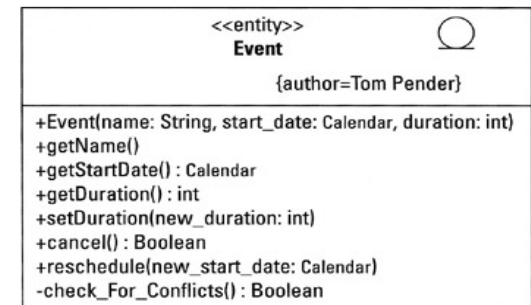 <<entity>>
Event
{author=Tom Pender}
+Event(name: String, start_date: Calendar, duration: int)
+getName()
+getStartDate() : Calendar
+getDuration() : int
+setDuration(new_duration: int)
+cancel() : Boolean
+reschedule(new_start_date: Calendar)
-check_For_Conflicts() : Boolean